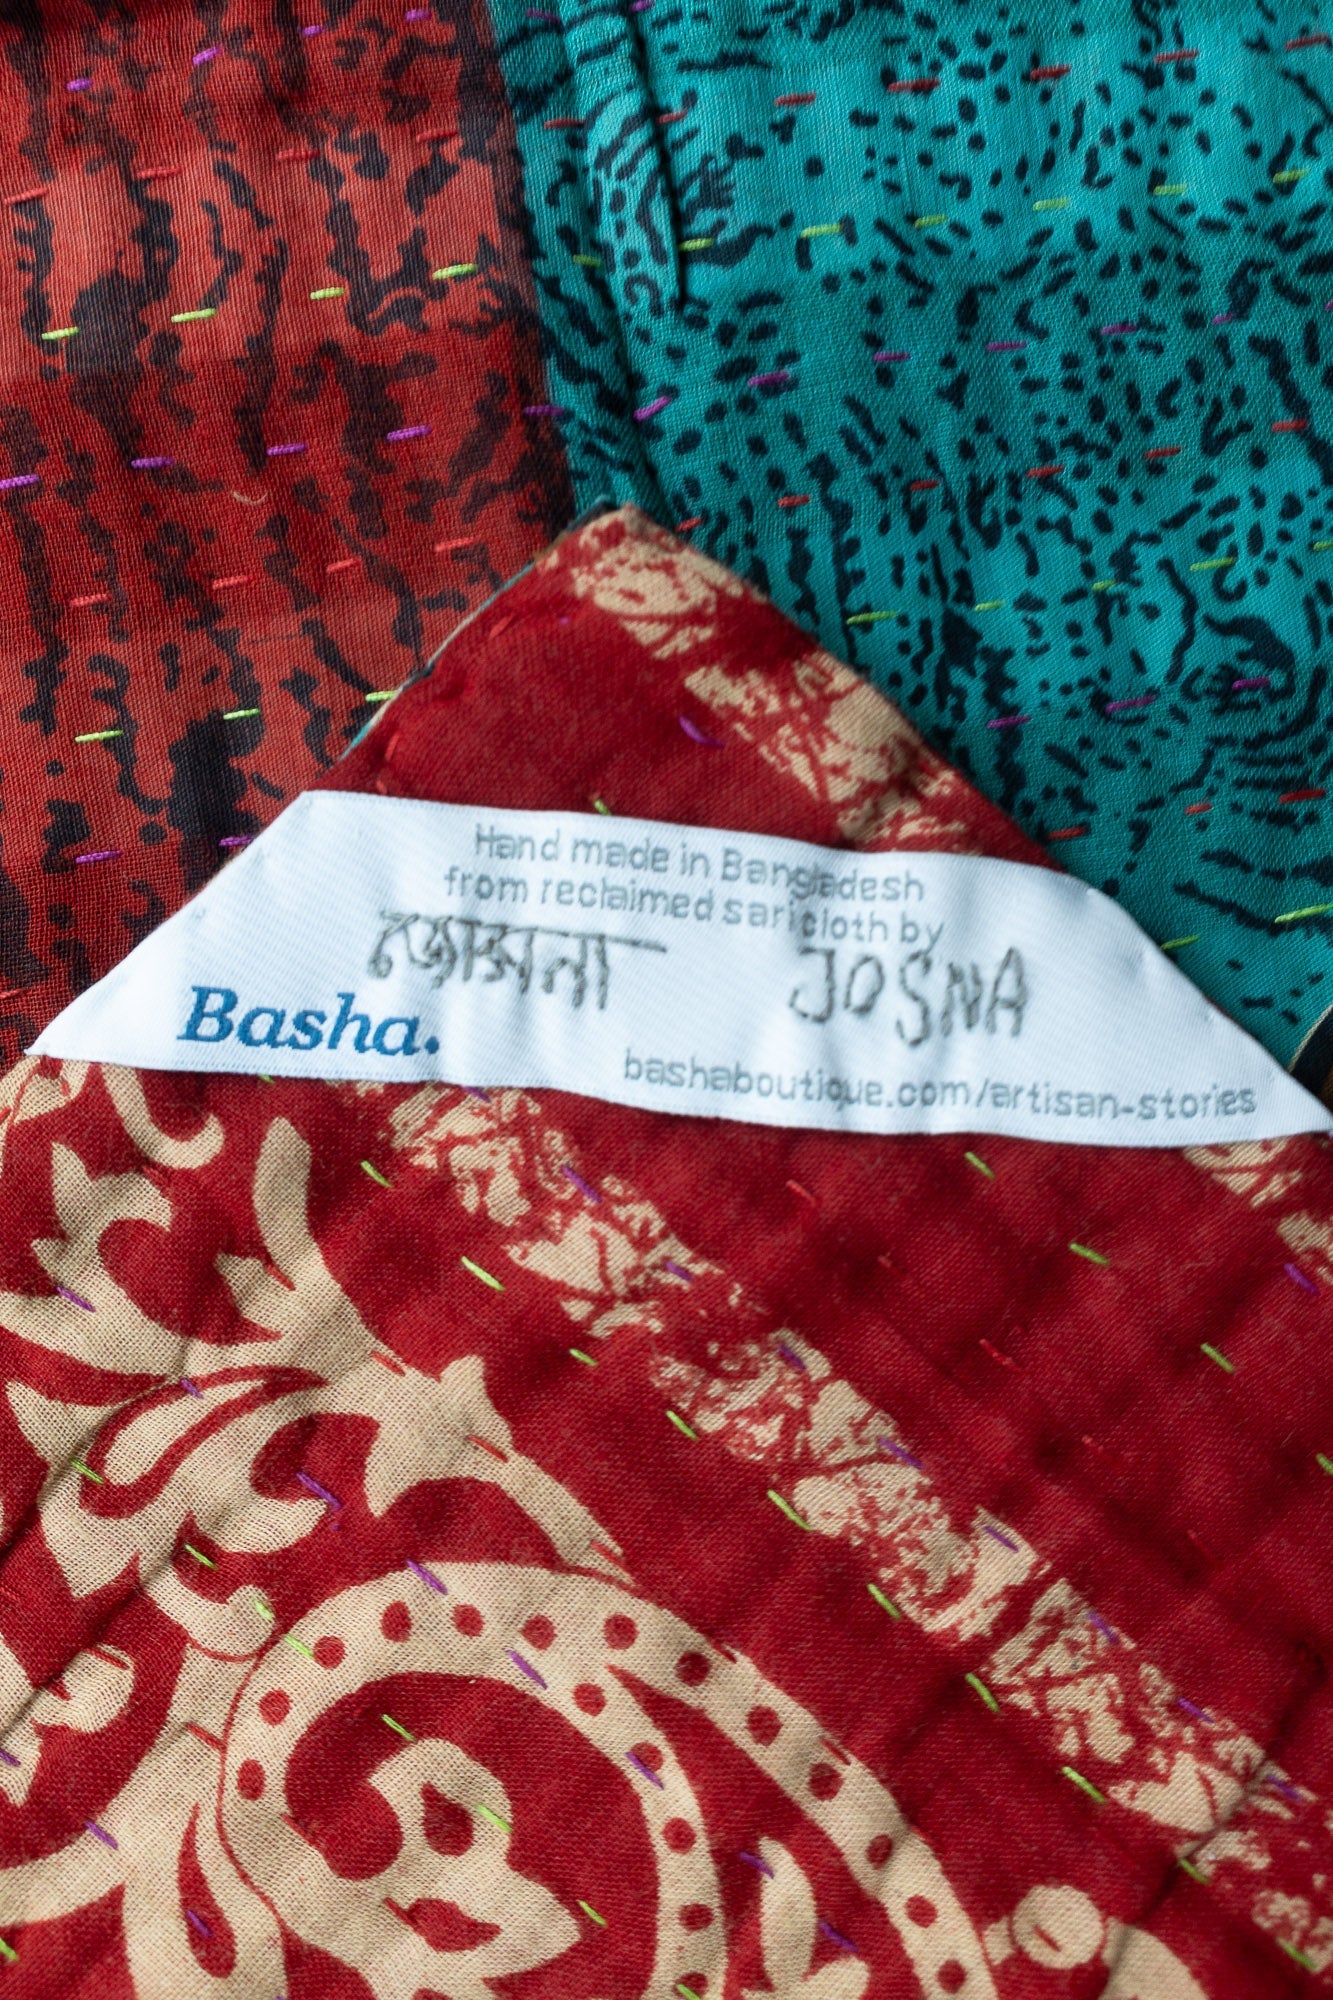 Hand made in Bangladesh
from reclaimed sari cloth by
জোসনা JOSNA
Basha.
bashaboutique.com/artisan-stories